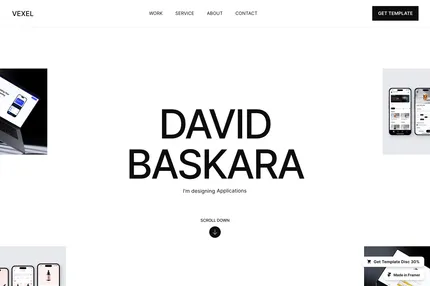 VEXEL
WORK SERVICE ABOUT CONTACT
GET TEMPLATE
DAVID
BASKARA
I'm designing Applications
SCROLL DOWN
Get Template Disc 30%
Made in Framer